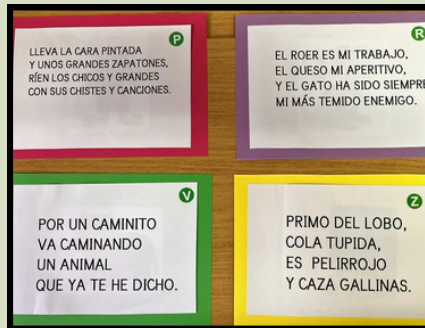 P
LLEVA LA CARA PINTADA
Y UNOS GRANDES ZAPATONES,
RÍEN LOS CHICOS Y GRANDES
CON SUS CHISTES Y CANCIONES.
R
EL ROER ES MI TRABAJO,
EL QUESO MI APERITIVO,
Y EL GATO HA SIDO SIEMPRE
MI MÁS TEMIDO ENEMIGO.
V
POR UN CAMINITO
VA CAMINANDO
UN ANIMAL
QUE YA TE HE DICHO.
Z
PRIMO DEL LOBO,
COLA TUPIDA,
ES PELIRROJO
Y CAZA GALLINAS.